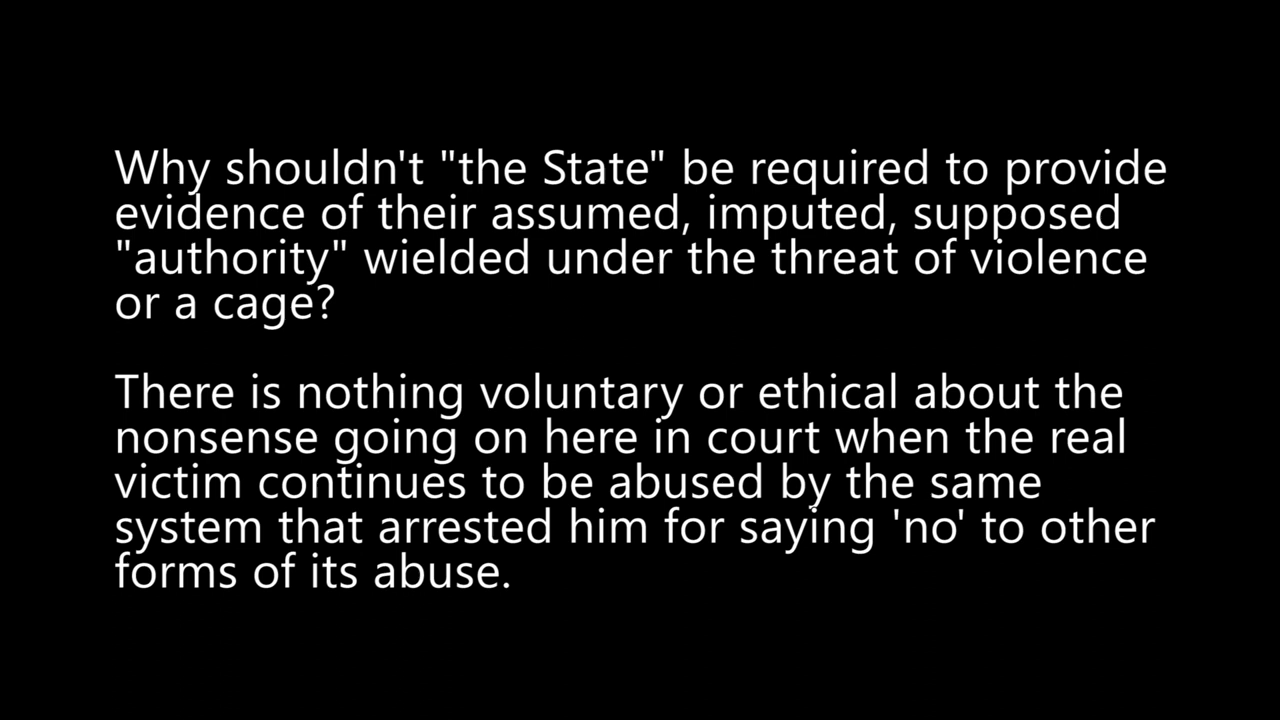 Why shouldn't "the State" be required to provide
evidence of their assumed, imputed, supposed
"authority" wielded under the threat of violence
or a cage?
There is nothing voluntary or ethical about the
nonsense going on here in court when the real
victim continues to be abused by the same
system that arrested him for saying 'no' to other
forms of its abuse.